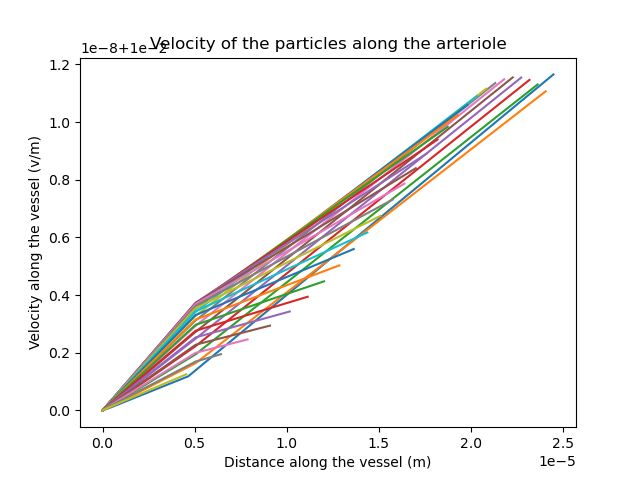 Velocity of the particles along the arteriole
1e−8+1e−2
1.2
1.0
0.8
0.6
0.4
0.2
0.0
Velocity along the vessel (v/m)
0.0 0.5 1.0 1.5 2.0 2.5
1e−5
Distance along the vessel (m)